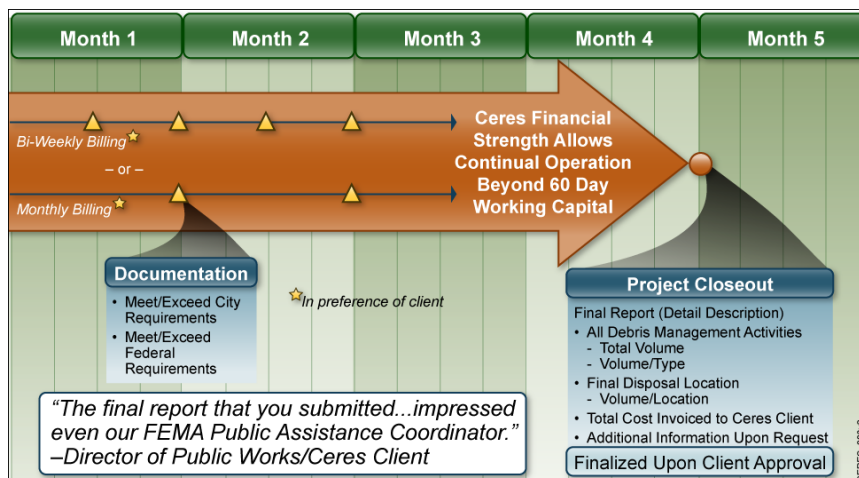 Month 1
Month 2
Month 3
Month 4
Month 5
Bi-Weekly Billing
– or –
Monthly Billing
Ceres Financial
Strength Allows
Continual Operation
Beyond 60 Day
Working Capital
Documentation
• Meet/Exceed City
Requirements
• Meet/Exceed
Federal
Requirements
In preference of client
Project Closeout
Final Report (Detail Description)
• All Debris Management Activities
- Total Volume
- Volume/Type
• Final Disposal Location
- Volume/Location
• Total Cost Invoiced to Ceres Client
• Additional Information Upon Request
Finalized Upon Client Approval
“The final report that you submitted...impressed
even our FEMA Public Assistance Coordinator.”
–Director of Public Works/Ceres Client